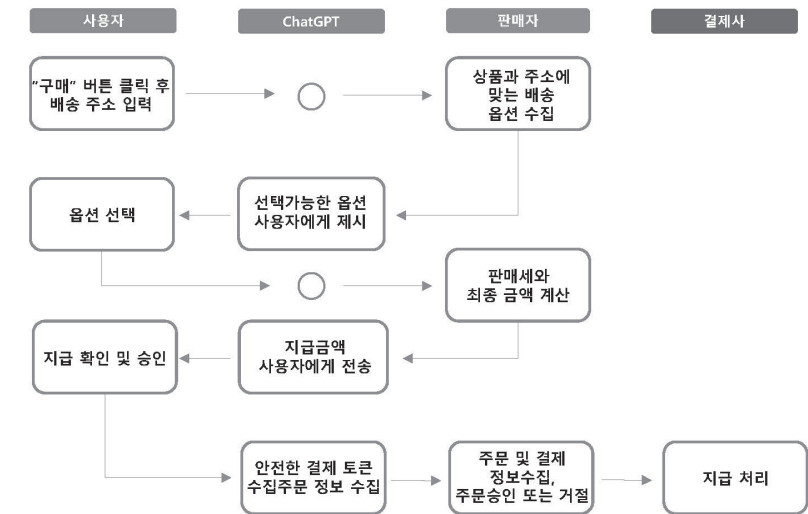 사용자
ChatGPT
판매자
결제사
“구매” 버튼 클릭 후
배송 주소 입력
상품과 주소에
맞는 배송
옵션 수집
옵션 선택
선택가능한 옵션
사용자에게 제시
판매세와
최종 금액 계산
지급 확인 및 승인
지급금액
사용자에게 전송
안전한 결제 토큰
수집주문 정보 수집
주문 및 결제
정보수집,
주문승인 또는 거절
지급 처리